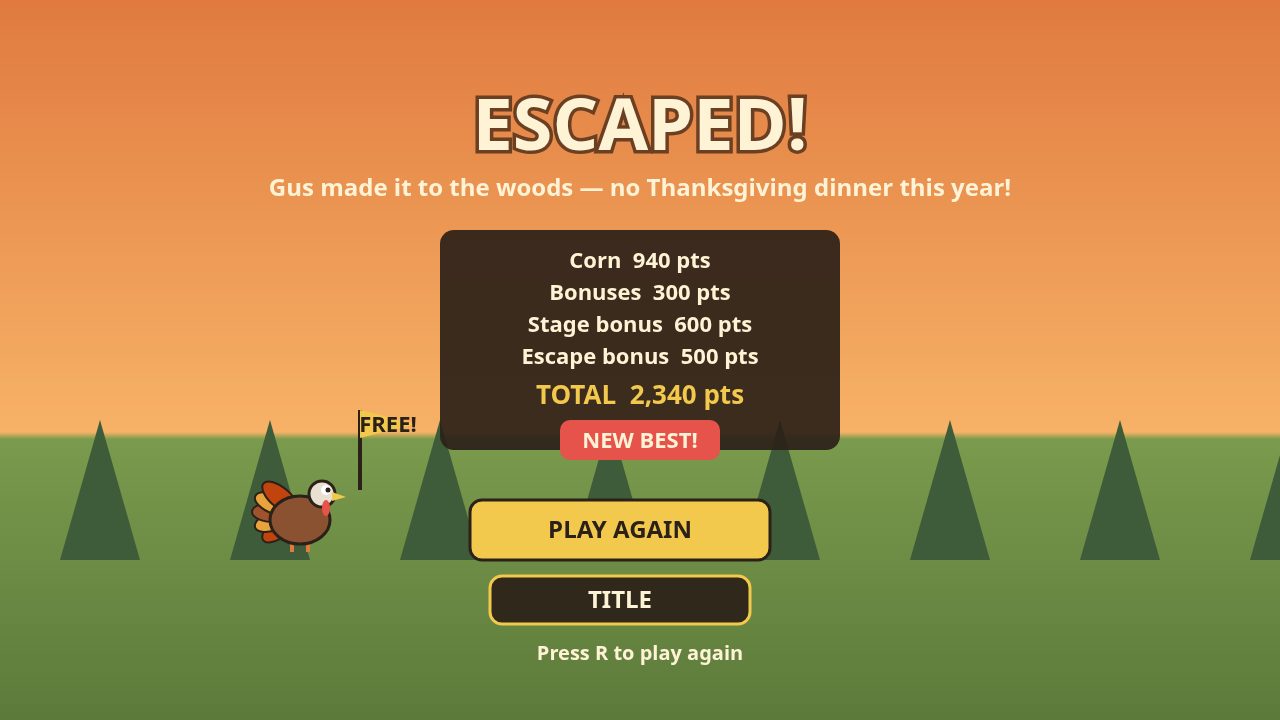 ESCAPED!
Gus made it to the woods — no Thanksgiving dinner this year!
Corn 940 pts
Bonuses 300 pts
Stage bonus 600 pts
Escape bonus 500 pts
TOTAL 2,340 pts
FREE!
NEW BEST!
PLAY AGAIN
TITLE
Press R to play again